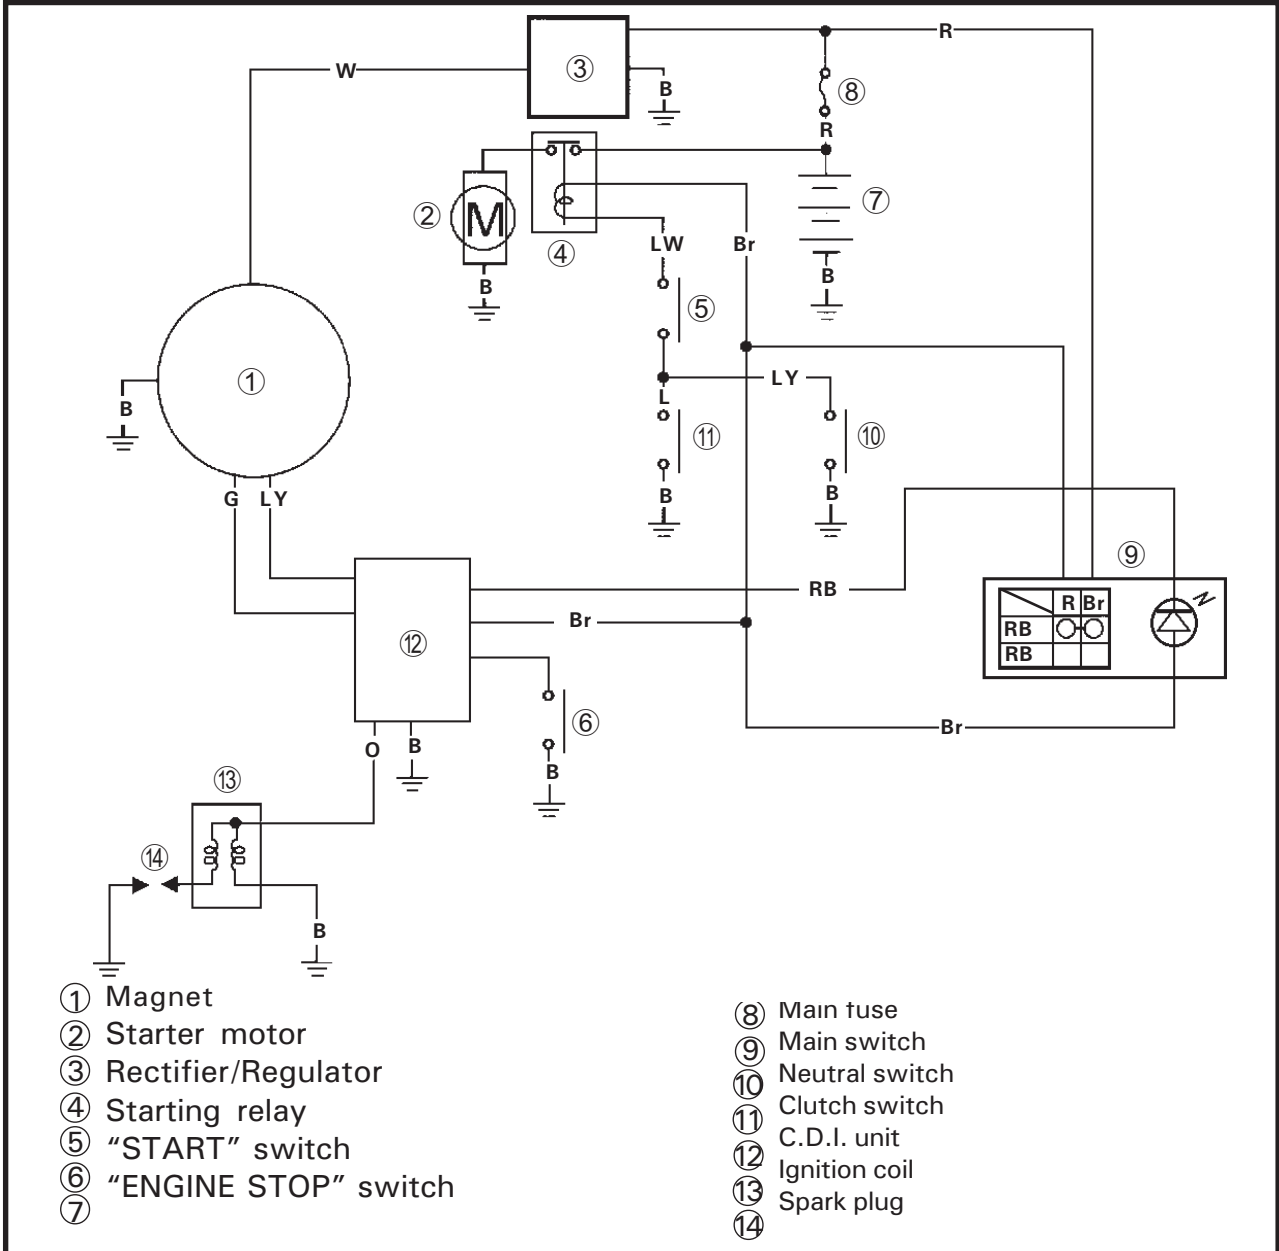 R
③
W
B
⑧
R
M
②
④
⑦
LW
Br
B
B
⑤
①
LY
B
L
⑪
⑩
G LY
B
B
⑨
RB
R Br
RB
RB
Br
⑫
⑥
Br
O
B
B
⑬
⑭
B
① Magnet
② Starter motor
③ Rectifier/Regulator
④ Starting relay
⑤ “START” switch
⑥ “ENGINE STOP” switch
⑦
⑧ Main fuse
⑨ Main switch
⑩ Neutral switch
⑪ Clutch switch
⑫ C.D.I. unit
⑬ Ignition coil
⑭ Spark plug